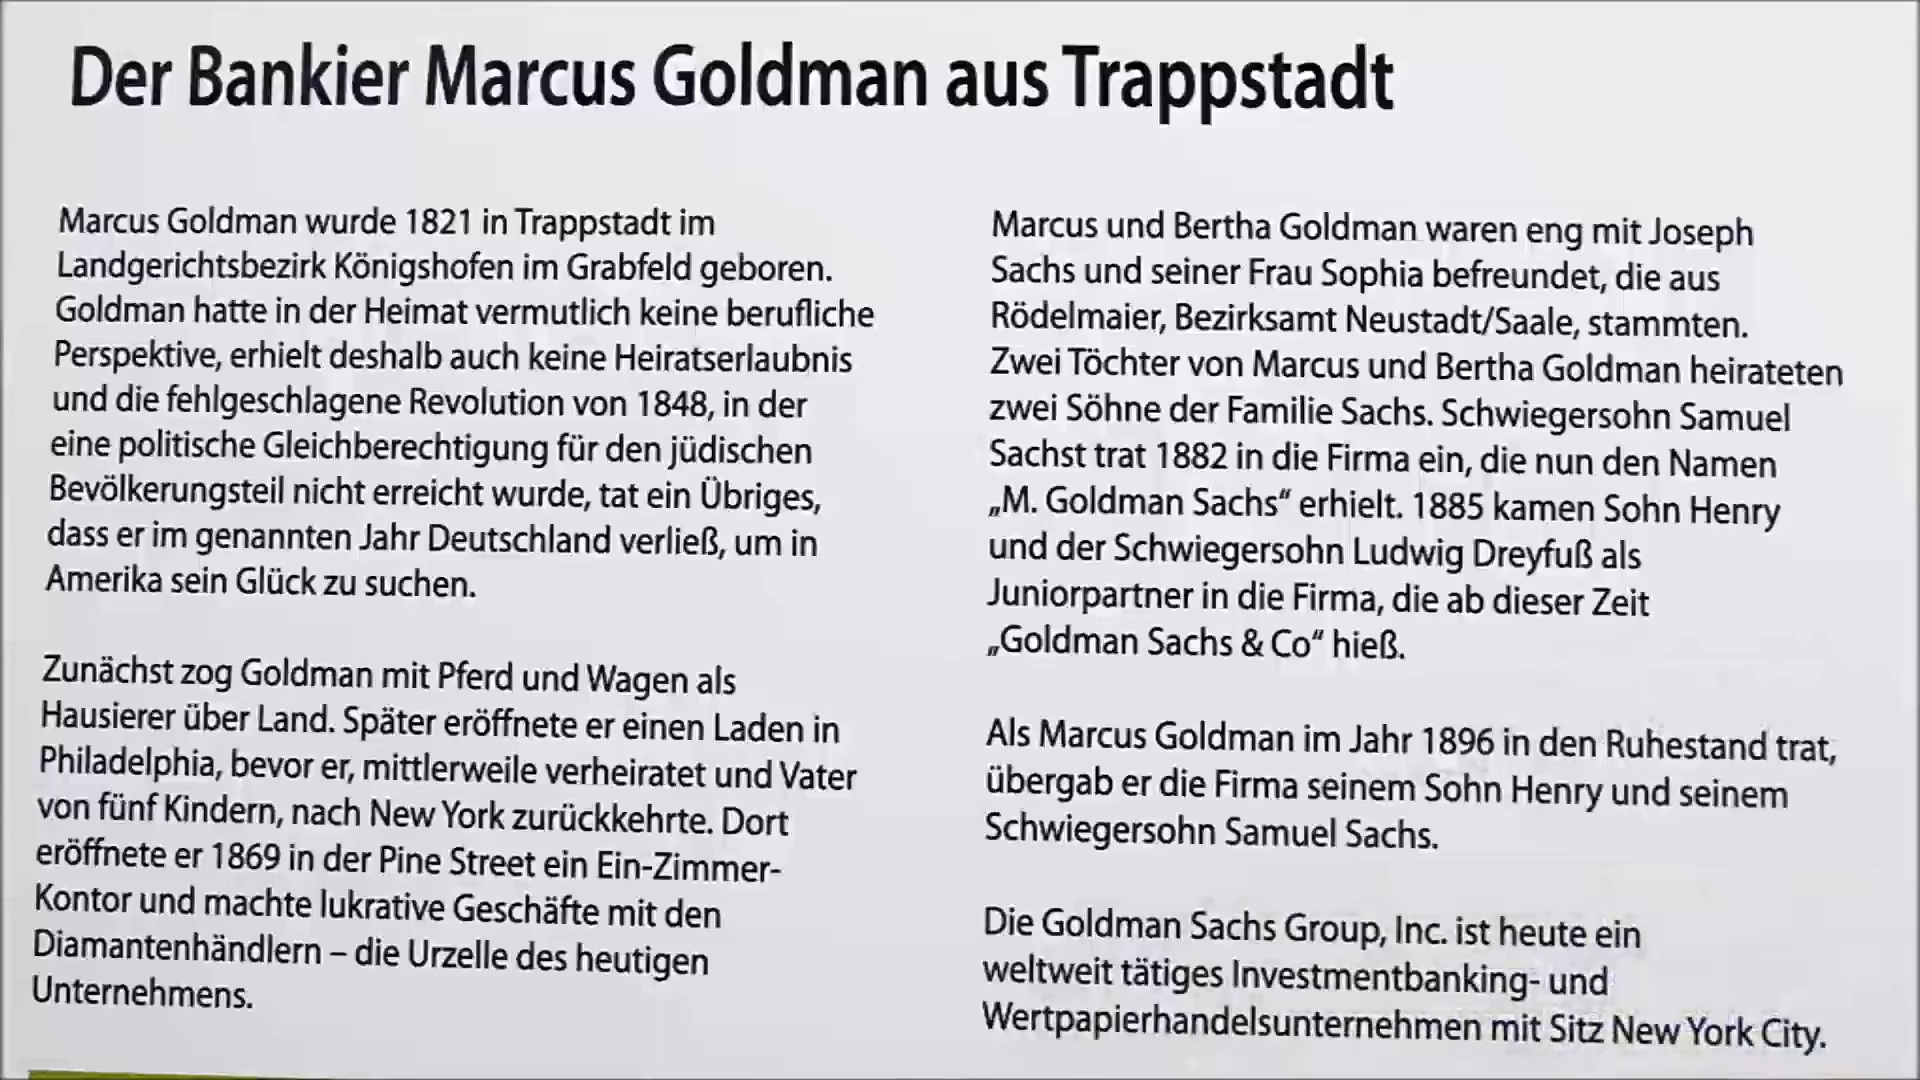 Der Bankier Marcus Goldman aus Trappstadt
Marcus Goldman wurde 1821 in Trappstadt im
Landgerichtsbezirk Königshofen im Grabfeld geboren.
Goldman hatte in der Heimat vermutlich keine berufliche
Perspektive, erhielt deshalb auch keine Heiratserlaubnis
und die fehlgeschlagene Revolution von 1848, in der
eine politische Gleichberechtigung für den jüdischen
Bevölkerungsteil nicht erreicht wurde, tat ein Übriges,
dass er im genannten Jahr Deutschland verließ, um in
Amerika sein Glück zu suchen.
Zunächst zog Goldman mit Pferd und Wagen als
Hausierer über Land. Später eröffnete er einen Laden in
Philadelphia, bevor er, mittlerweile verheiratet und Vater
von fünf Kindern, nach New York zurückkehrte. Dort
eröffnete er 1869 in der Pine Street ein Ein-Zimmer-
Kontor und machte lukrative Geschäfte mit den
Diamantenhändlern – die Urzelle des heutigen
Unternehmens.
Marcus und Bertha Goldman waren eng mit Joseph
Sachs und seiner Frau Sophia befreundet, die aus
Rödelmaier, Bezirksamt Neustadt/Saale, stammten.
Zwei Töchter von Marcus und Bertha Goldman heirateten
zwei Söhne der Familie Sachs. Schwiegersohn Samuel
Sachst trat 1882 in die Firma ein, die nun den Namen
„M. Goldman Sachs“ erhielt. 1885 kamen Sohn Henry
und der Schwiegersohn Ludwig Dreyfuß als
Juniorpartner in die Firma, die ab dieser Zeit
„Goldman Sachs & Co“ hieß.
Als Marcus Goldman im Jahr 1896 in den Ruhestand trat,
übergab er die Firma seinem Sohn Henry und seinem
Schwiegersohn Samuel Sachs.
Die Goldman Sachs Group, Inc. ist heute ein
weltweit tätiges Investmentbanking- und
Wertpapierhandelsunternehmen mit Sitz New York City.